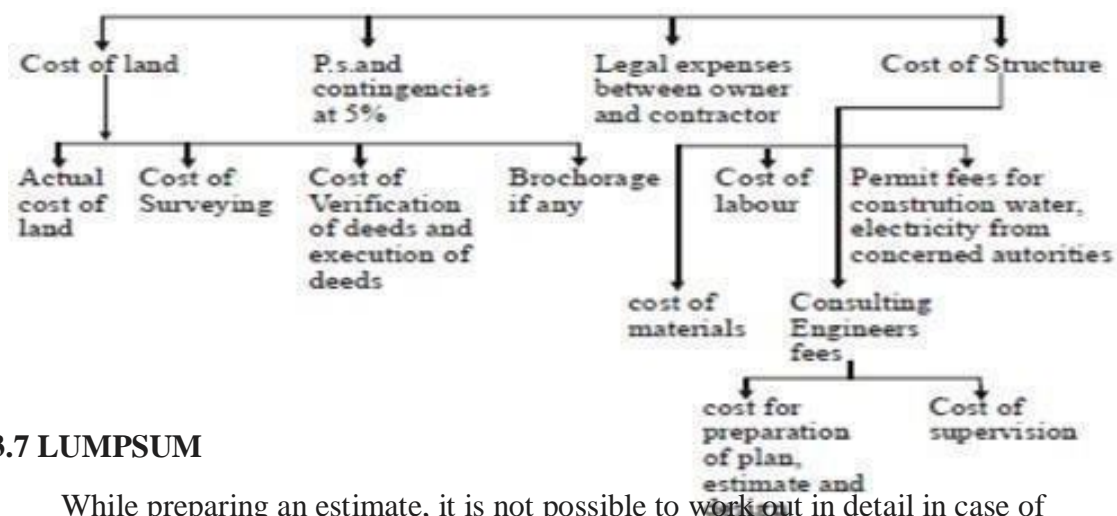 Cost of land
P.s.and
contingencies
at 5%
Legal expenses
between owner
and contractor
Cost of Structure
Actual
cost of
land
Cost of
Surveying
Cost of
Verification
of deeds and
execution of
deeds
Brochorage
if any
Cost of
labour
Permit fees for
constrution water,
electricity from
concerned autorities
cost of
materials
Consulting
Engineers
fees
cost for
preparation
of plan,
estimate and
Cost of
supervision
3.7 LUMPSUM
While preparing an estimate, it is not possible to work out in detail in case of